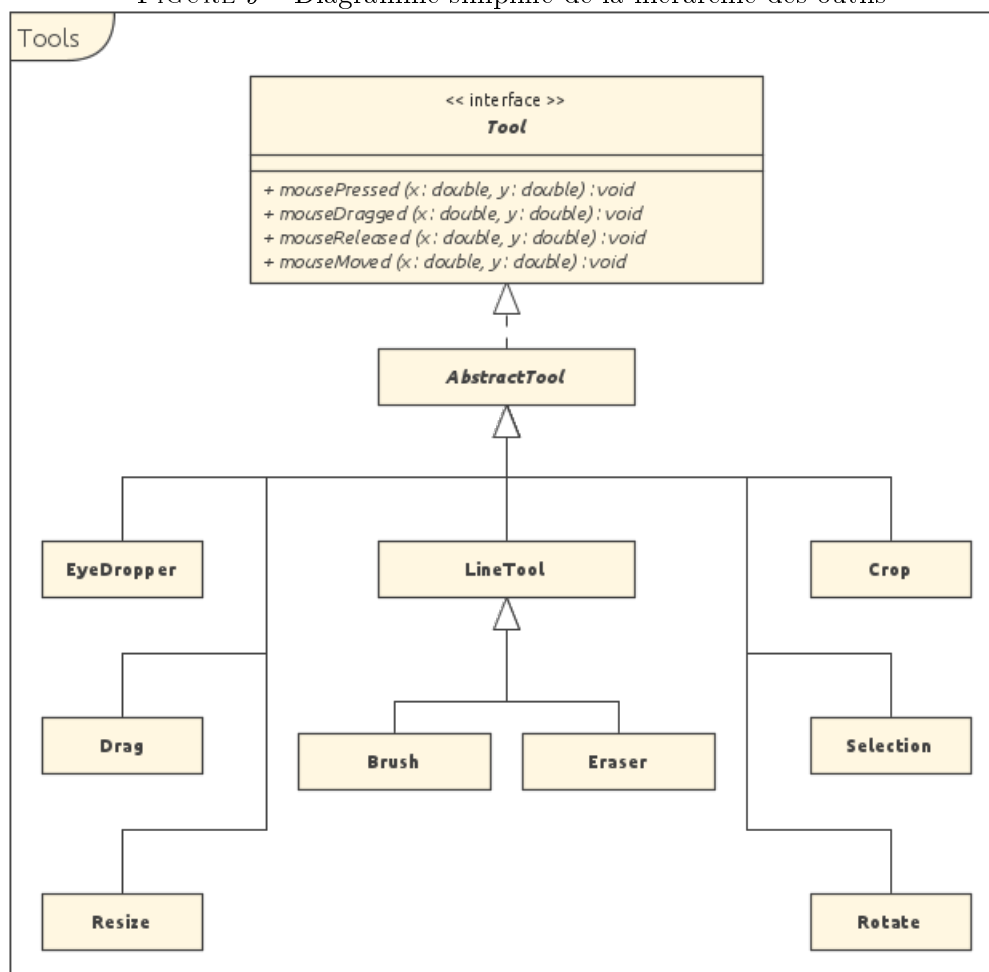 Diagramme simplifié de la hiérarchie des outils
Tools
<< interface >>
Tool
+ mousePressed (x: double, y: double) : void
+ mouseDragged (x: double, y: double) : void
+ mouseReleased (x: double, y: double) : void
+ mouseMoved (x: double, y: double) : void
AbstractTool
EyeDropper
LineTool
Crop
Drag
Brush
Eraser
Selection
Resize
Rotate